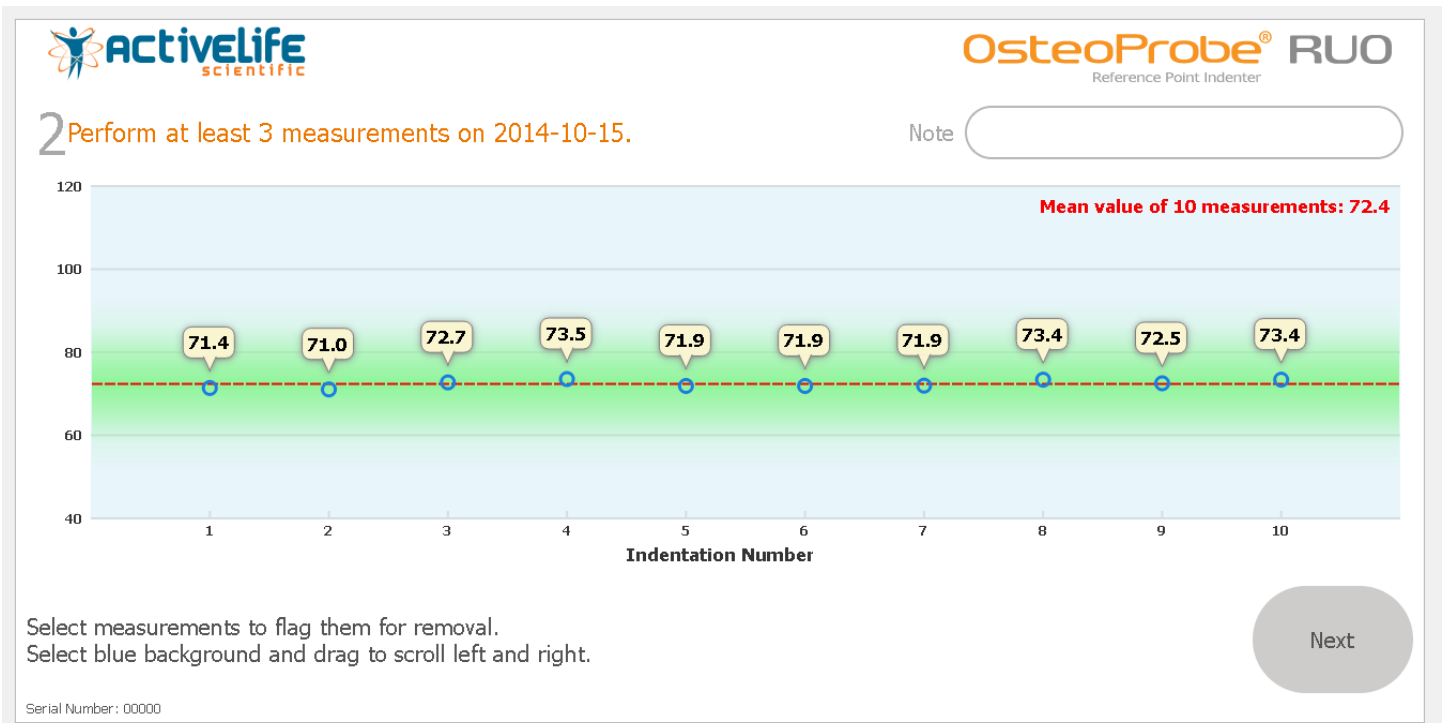 ActiveLife
scientific
OsteoProbe® RUO
Reference Point Indenter
2 Perform at least 3 measurements on 2014-10-15.
Note
Mean value of 10 measurements: 72.4
120
100
80
60
40
71.4 71.0 72.7 73.5 71.9 71.9 71.9 73.4 72.5 73.4
1 2 3 4 5 6 7 8 9 10
Indentation Number
Select measurements to flag them for removal.
Select blue background and drag to scroll left and right.
Next
Serial Number: 00000